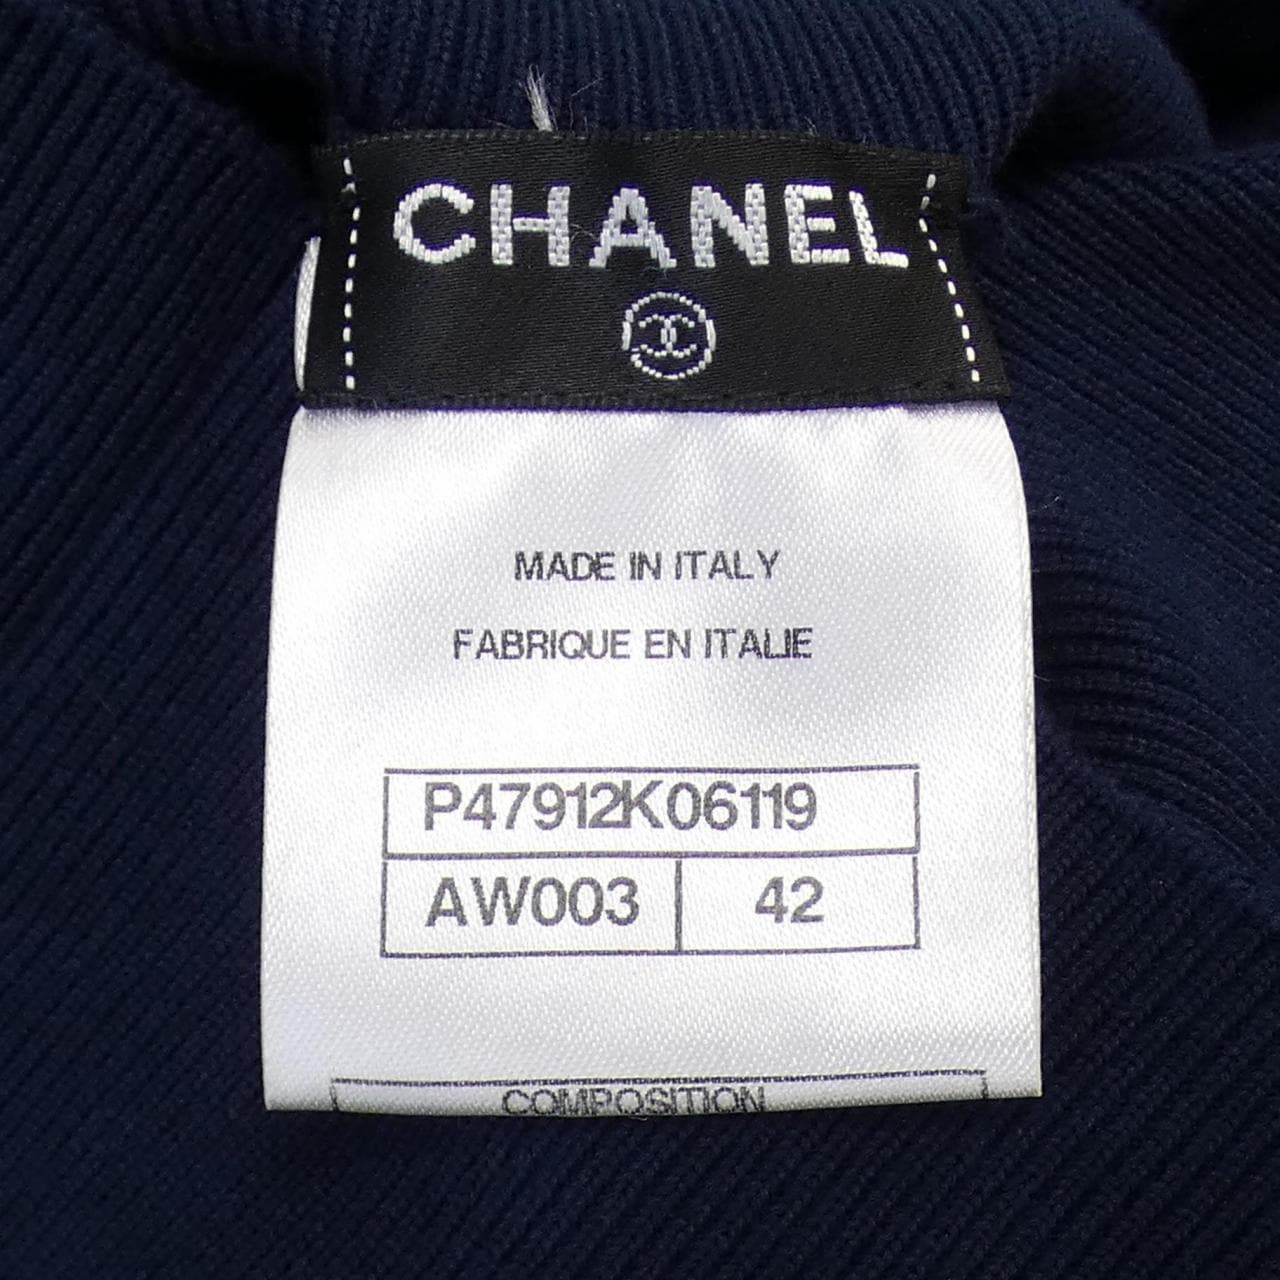 CHANEL
MADE IN ITALY
FABRIQUE EN ITALIE
P47912K06119
AW003 42
COMPOSITION